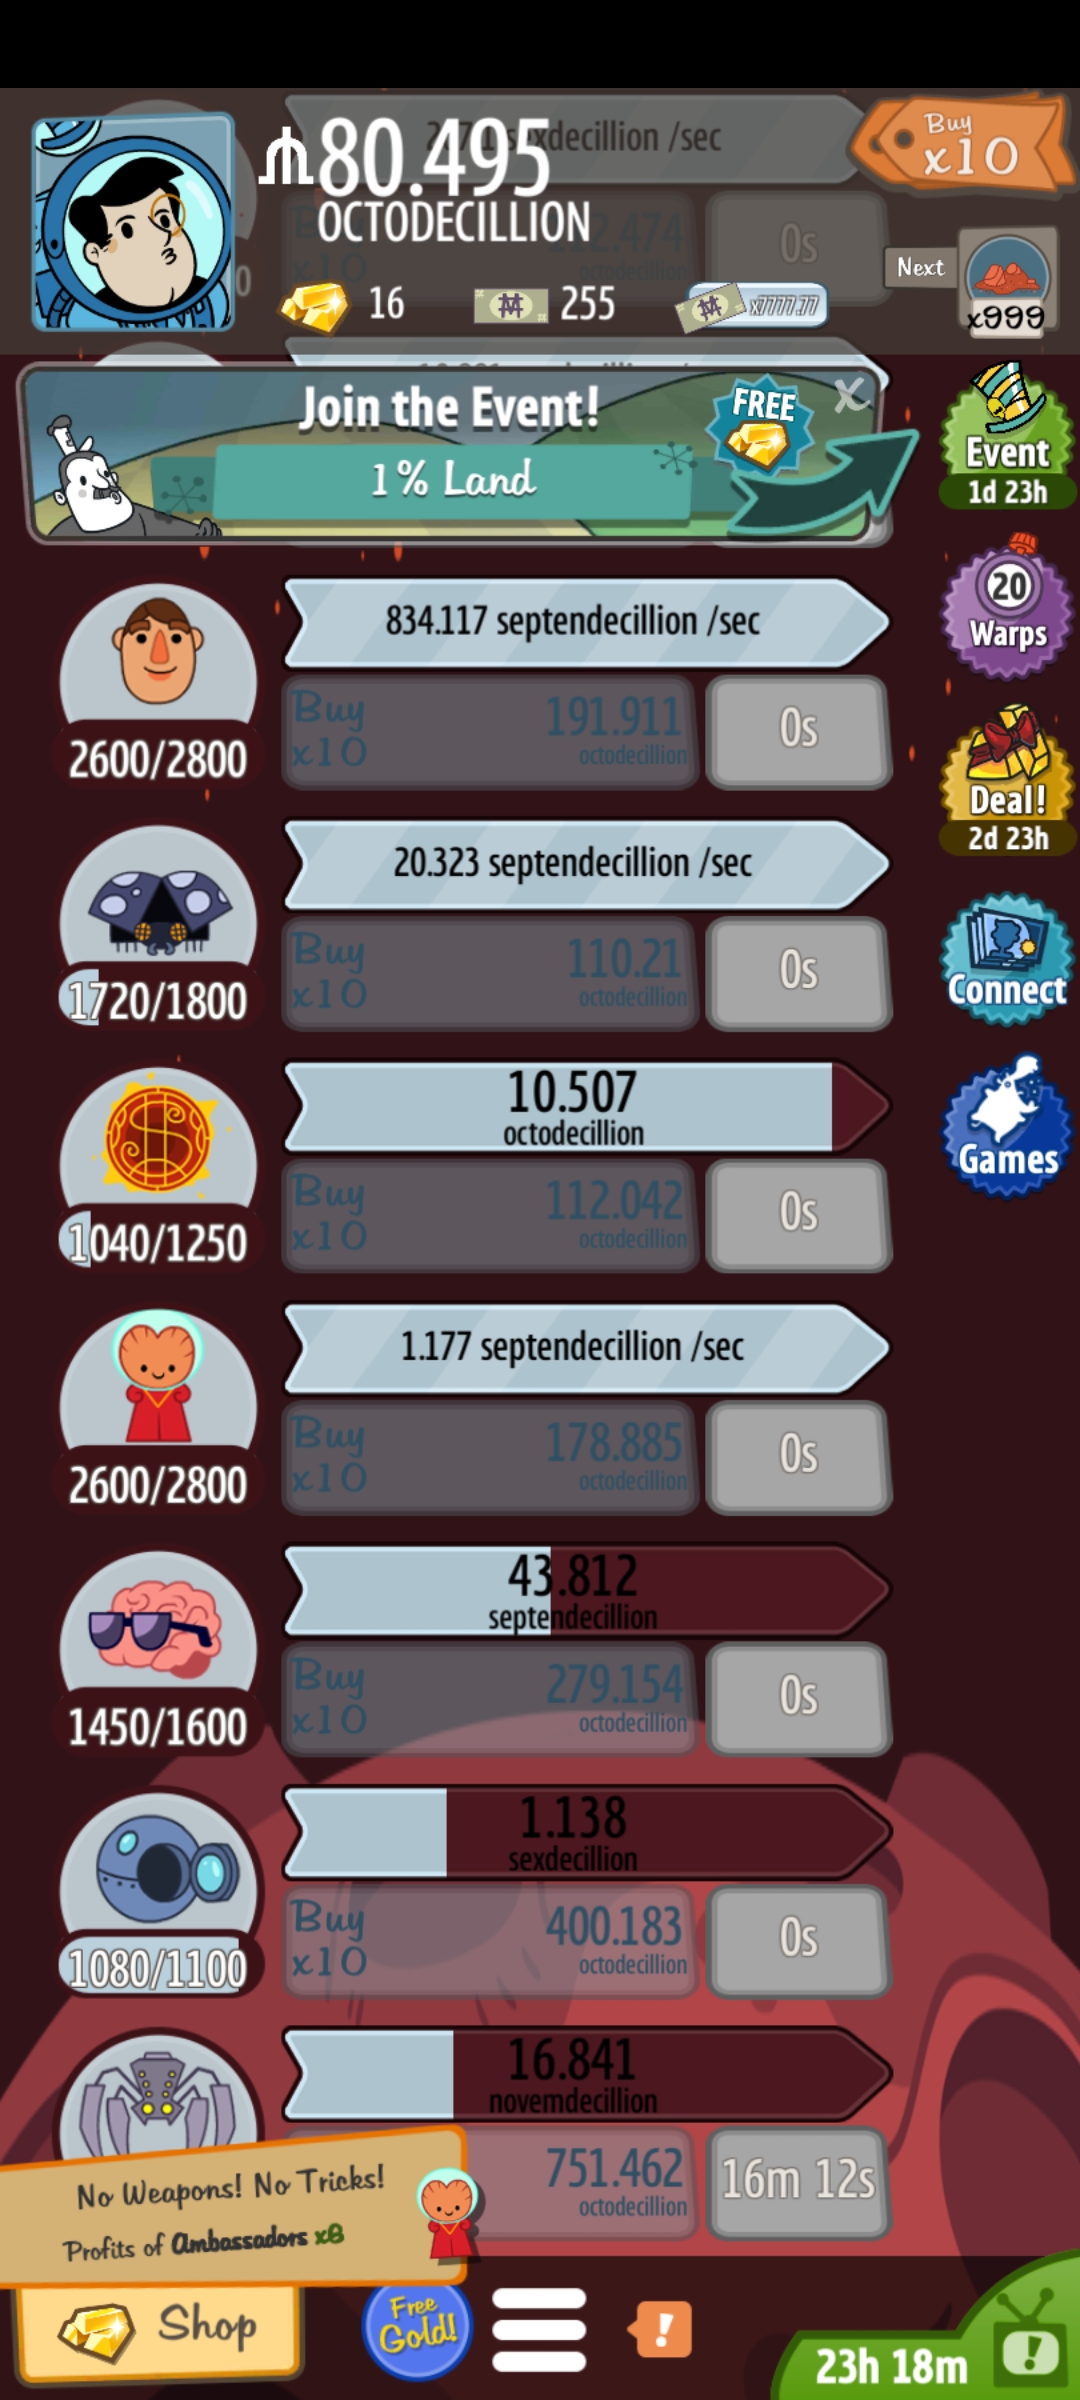 80.495
OCTODECILLION
Buy
x10
16
255
x7777.77
Next
x999
Join the Event!
1% Land
FREE
X
Event
1d 23h
834.117 septendecillion /sec
Buy
x10
191.911
octodecillion
0s
2600/2800
20
Warps
20.323 septendecillion /sec
Buy
x10
110.21
octodecillion
0s
1720/1800
Deal!
2d 23h
Connect
10.507
octodecillion
Buy
x10
112.042
octodecillion
0s
1040/1250
Games
1.177 septendecillion /sec
Buy
x10
178.885
octodecillion
0s
2600/2800
43.812
septendecillion
Buy
x10
279.154
octodecillion
0s
1450/1600
1.138
sexdecillion
Buy
x10
400.183
octodecillion
0s
1080/1100
16.841
novemdecillion
751.462
octodecillion
16m 12s
No Weapons! No Tricks!
Profits of Ambassadors x8
Shop
Free
Gold!
!
23h 18m
!